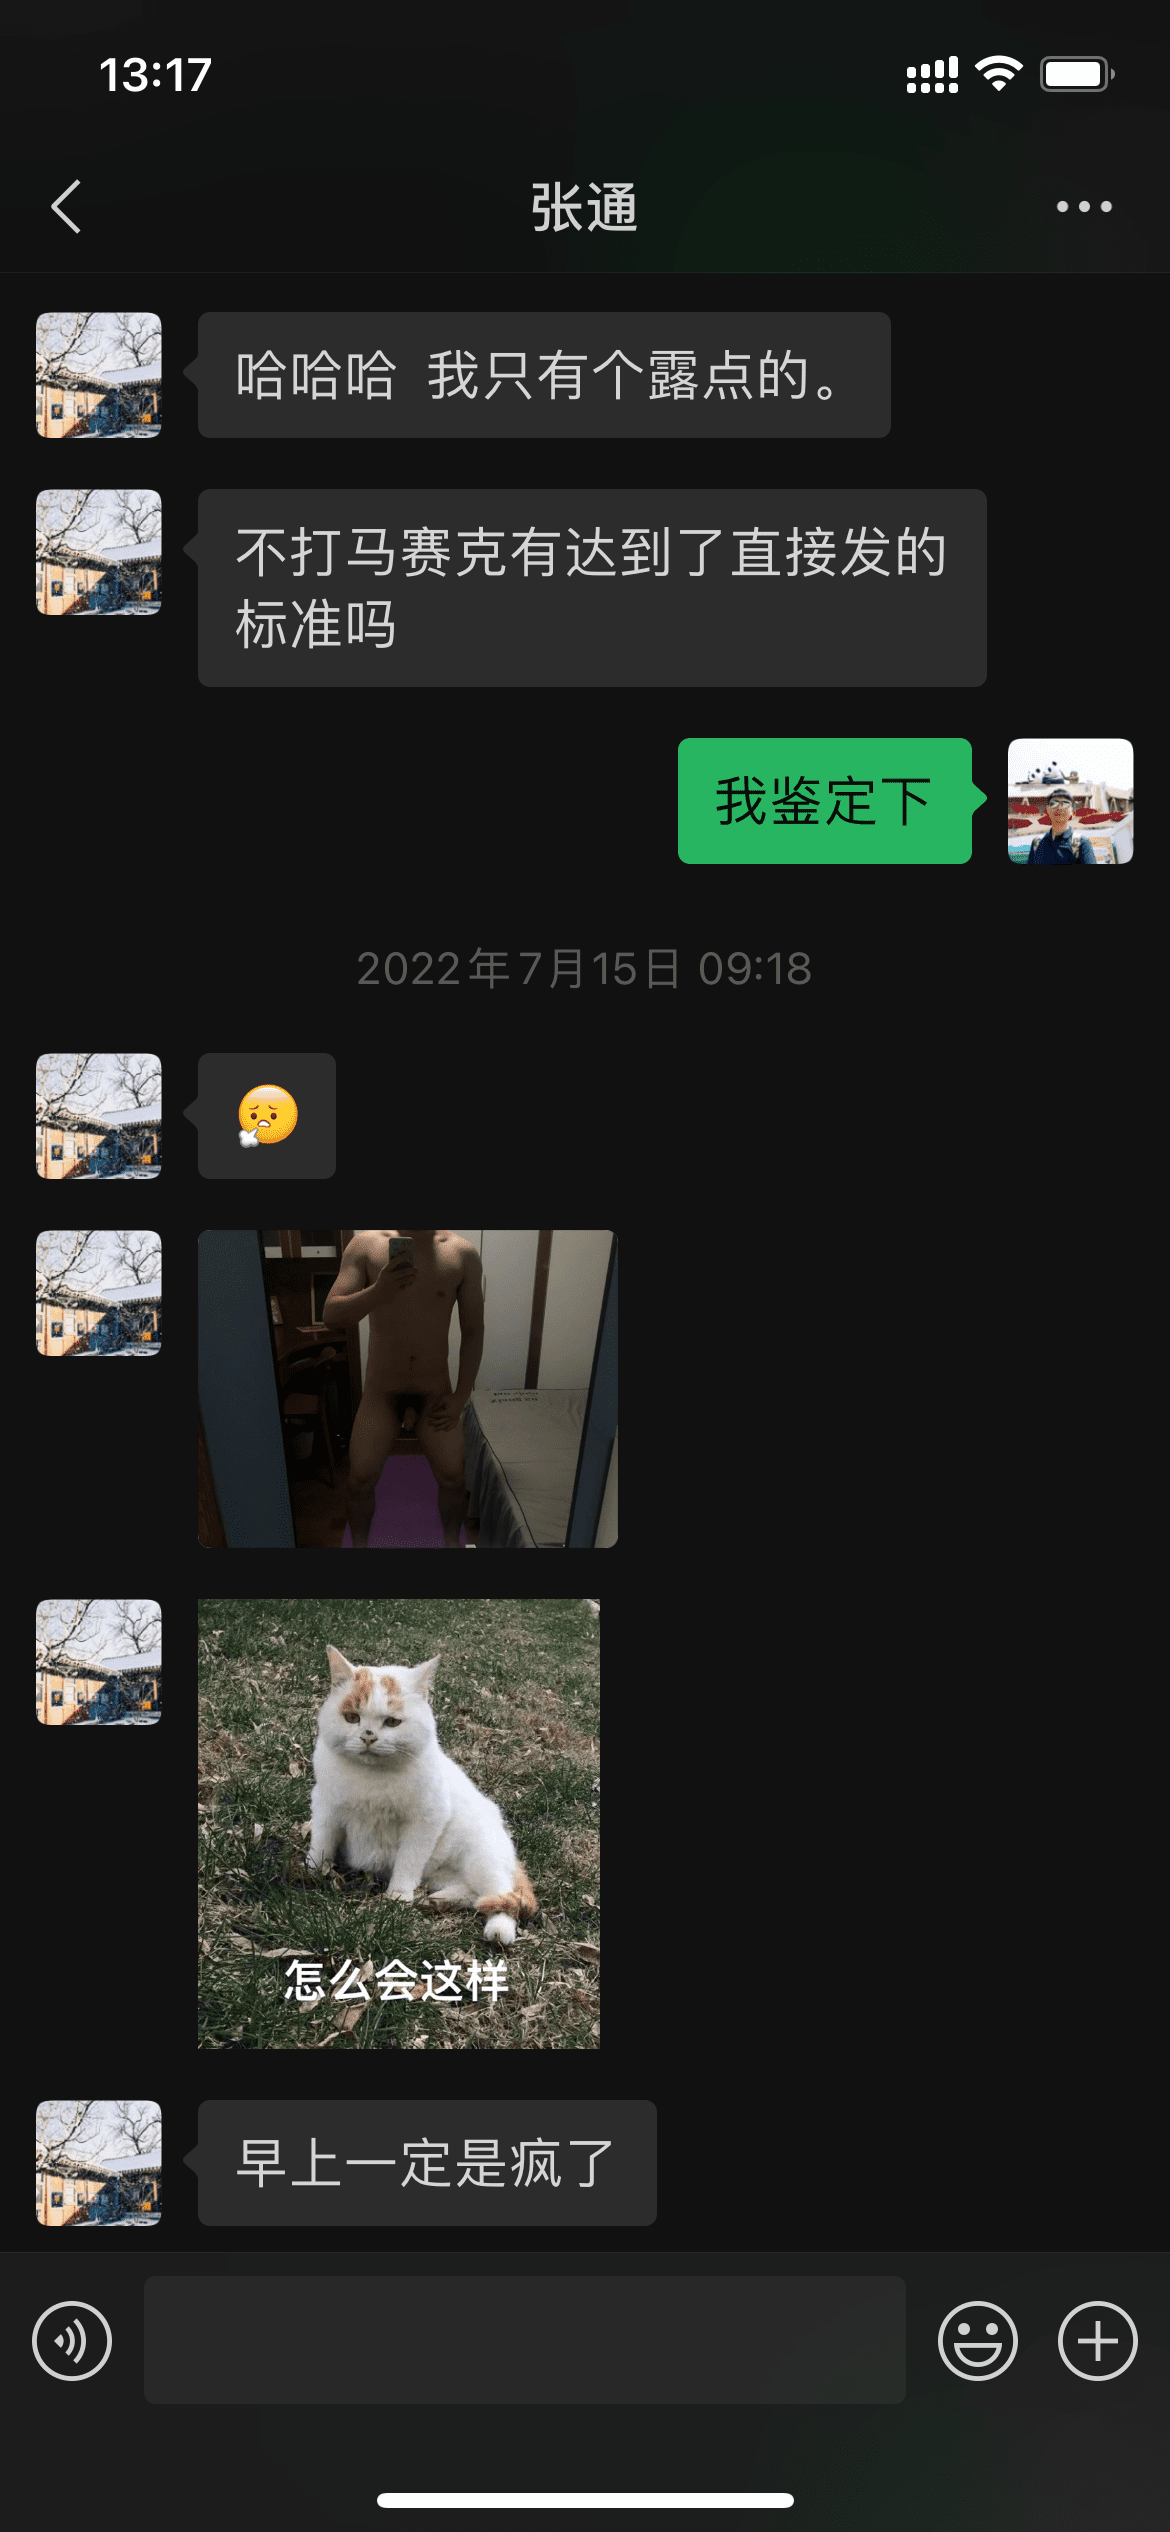 13:17
张通
哈哈哈 我只有个露点的。
不打马赛克有达到了直接发的
标准吗
我鉴定下
2022年7月15日 09:18
怎么会这样
早上一定是疯了